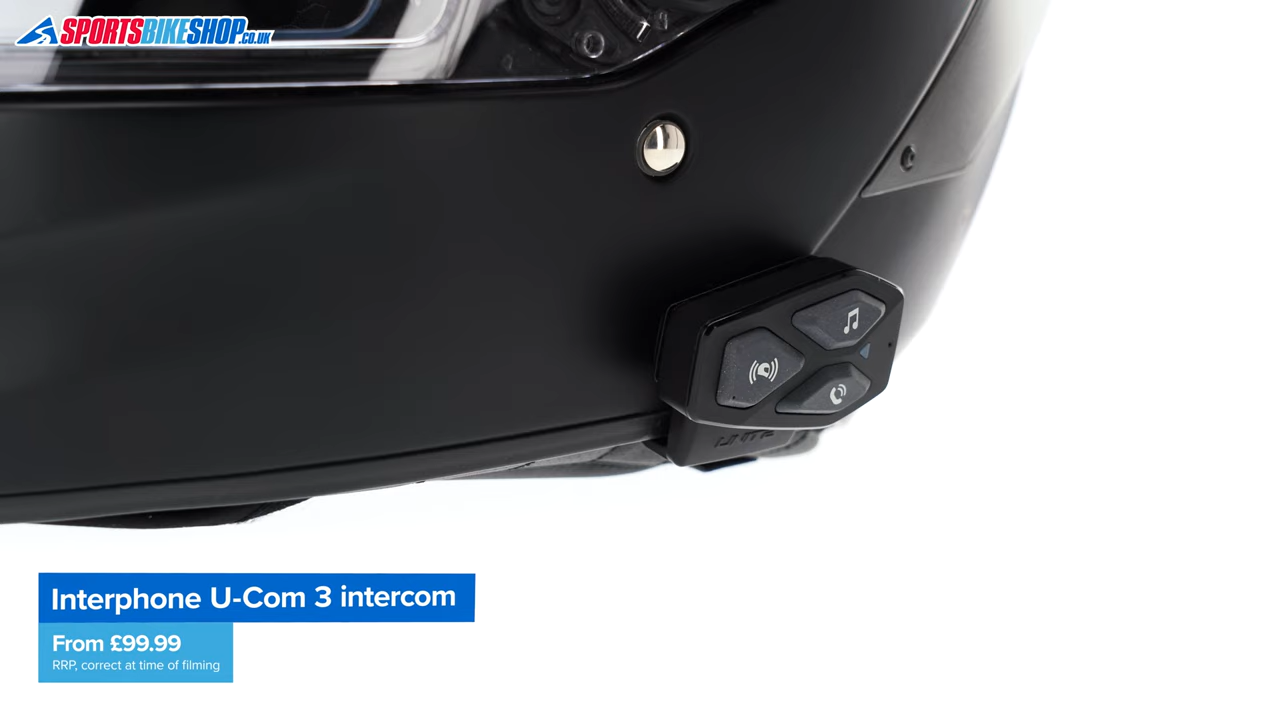 SPORTSBIKESHOP.CO.UK
Interphone U-Com 3 intercom
From £99.99
RRP, correct at time of filming